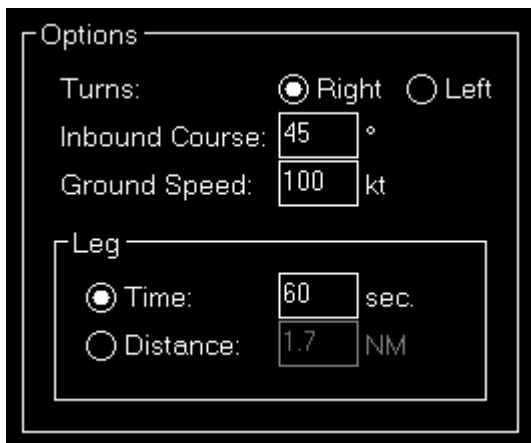 Options
Turns: Right Left
Inbound Course: 45 °
Ground Speed: 100 kt
Leg
Time: 60 sec.
Distance: 1.7 NM